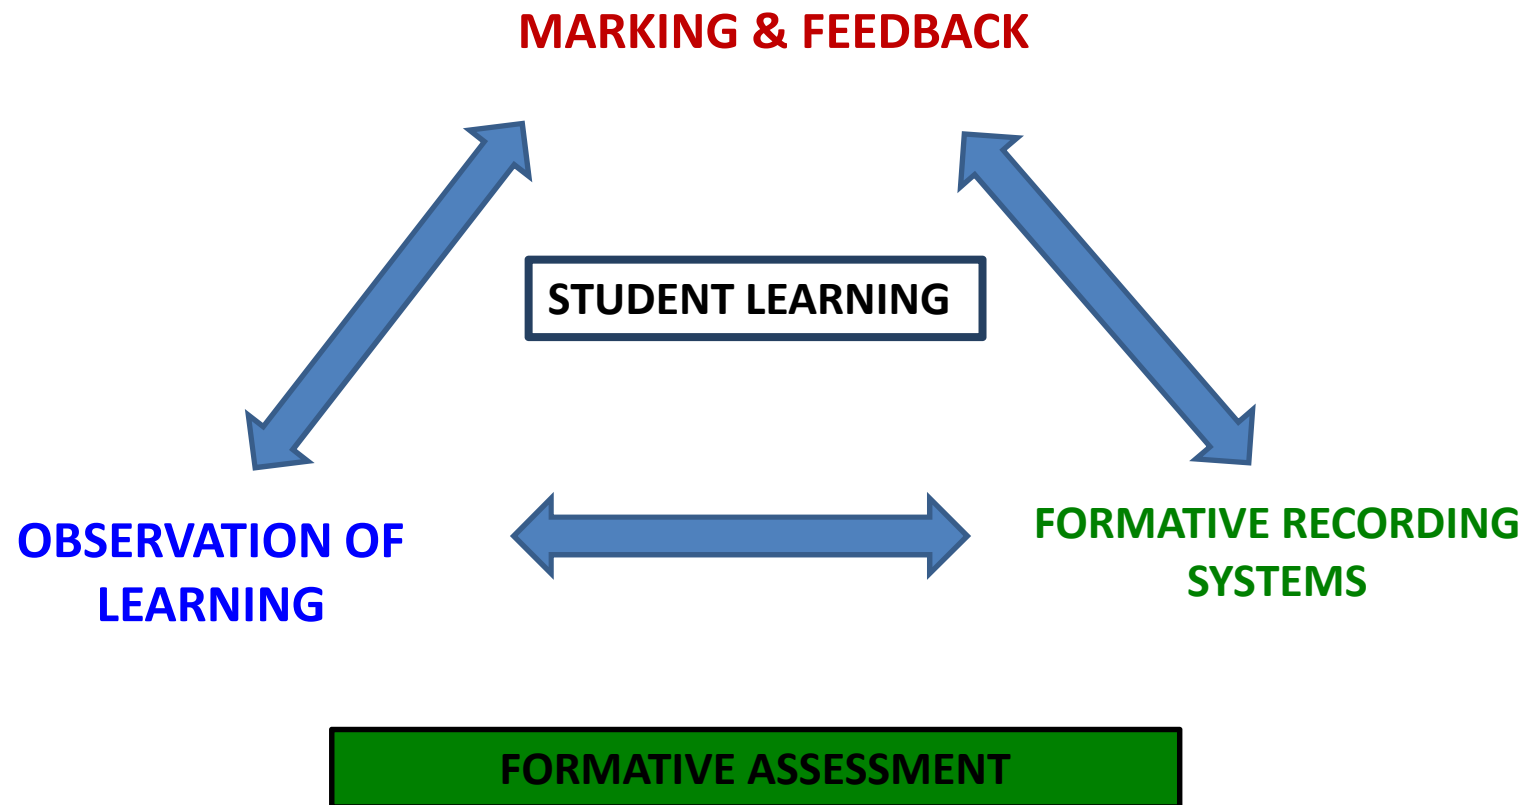 MARKING & FEEDBACK
STUDENT LEARNING
OBSERVATION OF
LEARNING
FORMATIVE RECORDING
SYSTEMS
FORMATIVE ASSESSMENT